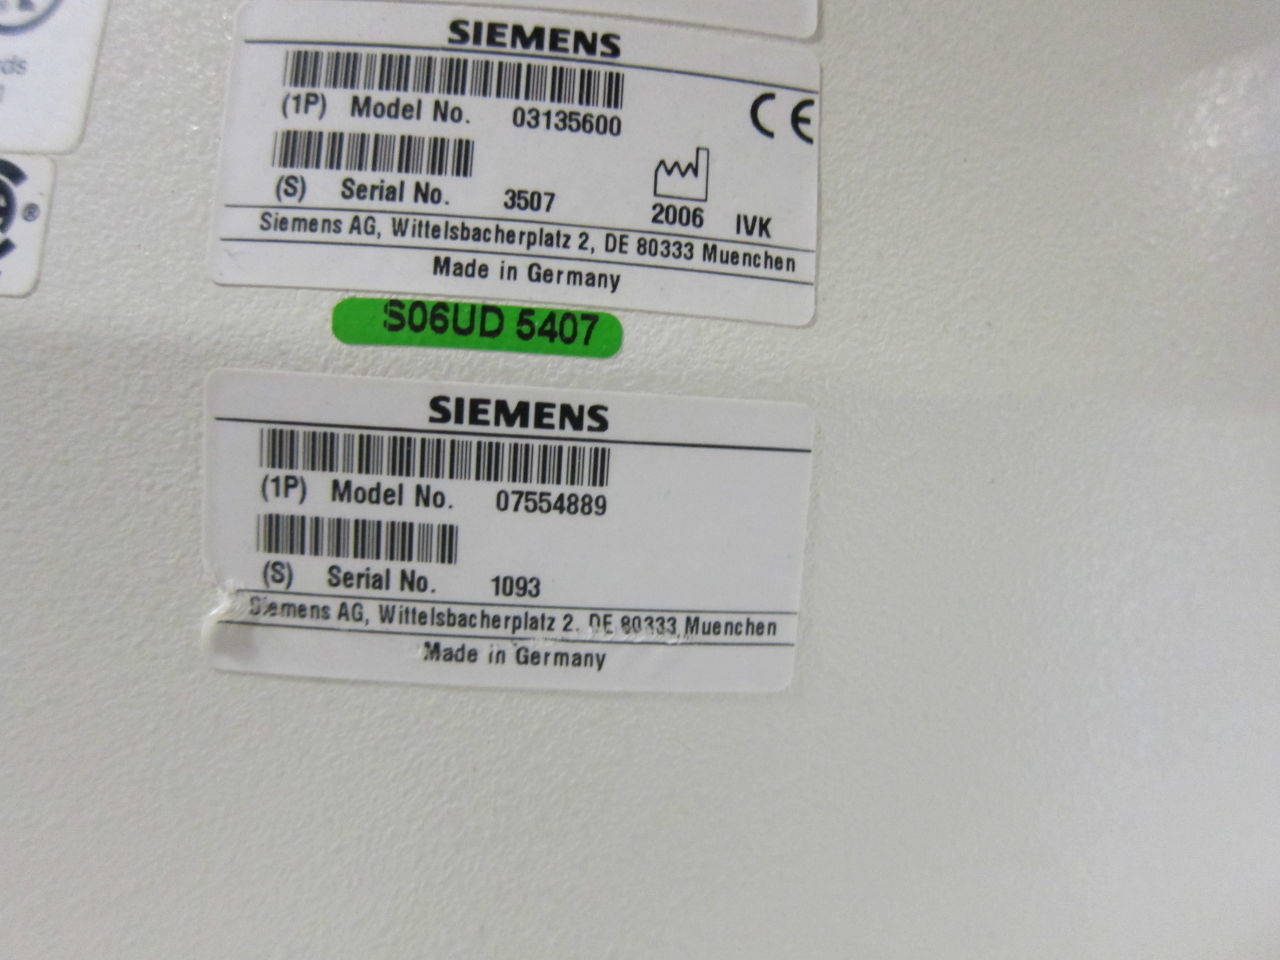 ds
®
SIEMENS
(1P) Model No. 03135600
(S) Serial No. 3507
2006 IVK
CE
Siemens AG, Wittelsbacherplatz 2, DE 80333 Muenchen
Made in Germany
S06UD 5407
SIEMENS
(1P) Model No. 07554889
(S) Serial No. 1093
Siemens AG, Wittelsbacherplatz 2. DE 80333 Muenchen
Made in Germany